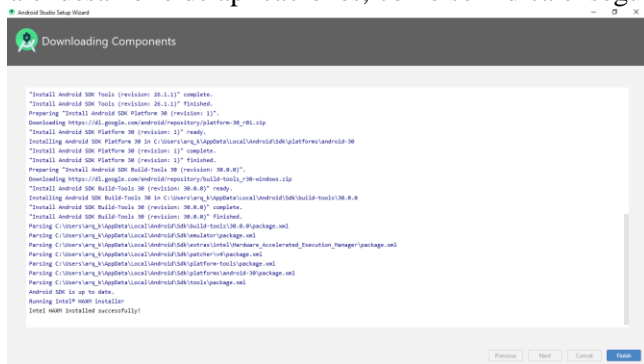 Android Studio Setup Wizard
Downloading Components
"Install Android SDK Tools (revision: 26.1.1)" complete.
"Install Android SDK Tools (revision: 26.1.1)" finished.
Preparing "Install Android SDK Platform 30 (revision: 1)".
Downloading https://dl.google.com/android/repository/platform-30_r01.zip
"Install Android SDK Platform 30 (revision: 1)" ready.
Installing Android SDK Platform 30 in C:\Users\arq_k\AppData\Local\Android\Sdk\platforms\android-30
"Install Android SDK Platform 30 (revision: 1)" complete.
"Install Android SDK Platform 30 (revision: 1)" finished.
Preparing "Install Android SDK Build-Tools 30 (revision: 30.0.0)".
Downloading https://dl.google.com/android/repository/build-tools_r30-windows.zip
"Install Android SDK Build-Tools 30 (revision: 30.0.0)" ready.
Installing Android SDK Build-Tools 30 in C:\Users\arq_k\AppData\Local\Android\Sdk\build-tools\30.0.0
"Install Android SDK Build-Tools 30 (revision: 30.0.0)" complete.
"Install Android SDK Build-Tools 30 (revision: 30.0.0)" finished.
Parsing C:\Users\arq_k\AppData\Local\Android\Sdk\build-tools\30.0.0\package.xml
Parsing C:\Users\arq_k\AppData\Local\Android\Sdk\emulator\package.xml
Parsing C:\Users\arq_k\AppData\Local\Android\Sdk\extras\intel\Hardware_Accelerated_Execution_Manager\package.xml
Parsing C:\Users\arq_k\AppData\Local\Android\Sdk\patcher\v4\package.xml
Parsing C:\Users\arq_k\AppData\Local\Android\Sdk\platform-tools\package.xml
Parsing C:\Users\arq_k\AppData\Local\Android\Sdk\platforms\android-30\package.xml
Parsing C:\Users\arq_k\AppData\Local\Android\Sdk\tools\package.xml
Android SDK is up to date.
Running Intel® HAXM installer
Intel HAXM installed successfully!
Previous Next Cancel Finish